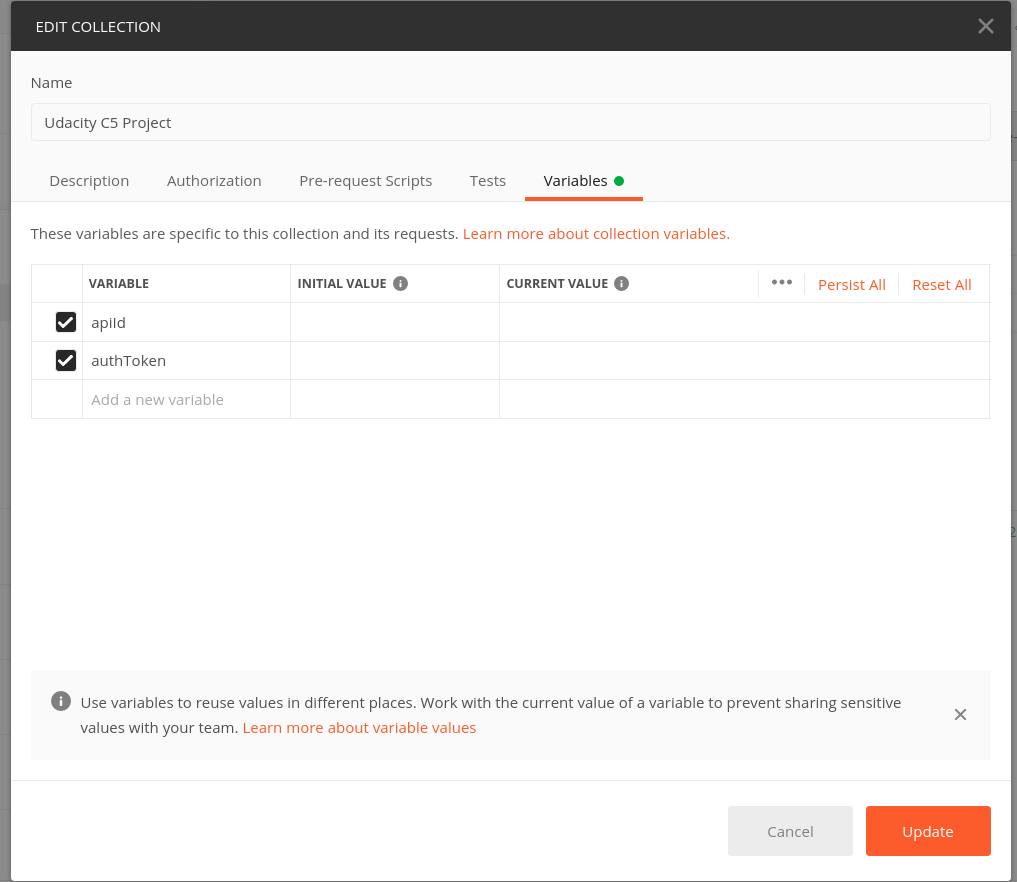 EDIT COLLECTION
Name
Udacity C5 Project
Description Authorization Pre-request Scripts Tests Variables
These variables are specific to this collection and its requests. Learn more about collection variables.
VARIABLE INITIAL VALUE CURRENT VALUE Persist All Reset All
apiId
authToken
Add a new variable
Use variables to reuse values in different places. Work with the current value of a variable to prevent sharing sensitive
values with your team. Learn more about variable values
Cancel Update